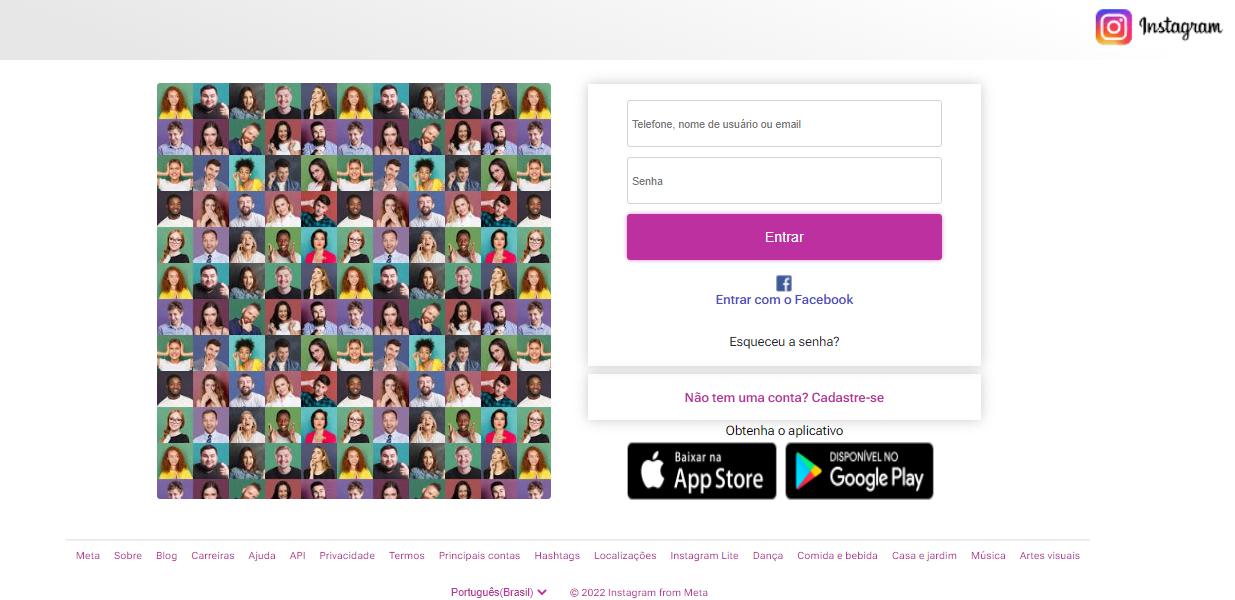 Instagram
Telefone, nome de usuário ou email
Senha
Entrar
Entrar com o Facebook
Esqueceu a senha?
Não tem uma conta? Cadastre-se
Obtenha o aplicativo
Baixar na
App Store
DISPONÍVEL NO
Google Play
Meta Sobre Blog Carreiras Ajuda API Privacidade Termos Principais contas Hashtags Localizações Instagram Lite Dança Comida e bebida Casa e jardim Música Artes visuais
Português(Brasil) © 2022 Instagram from Meta